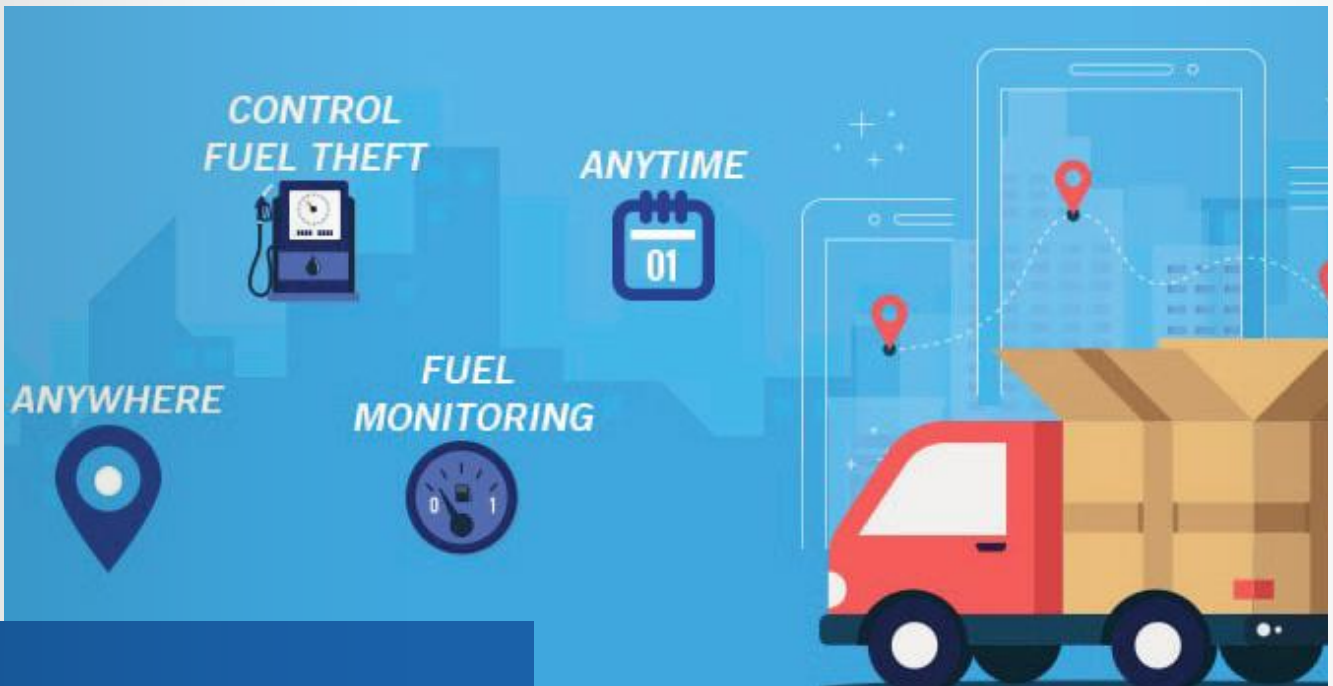 CONTROL
FUEL THEFT
ANYTIME
01
ANYWHERE
FUEL
MONITORING
0 1